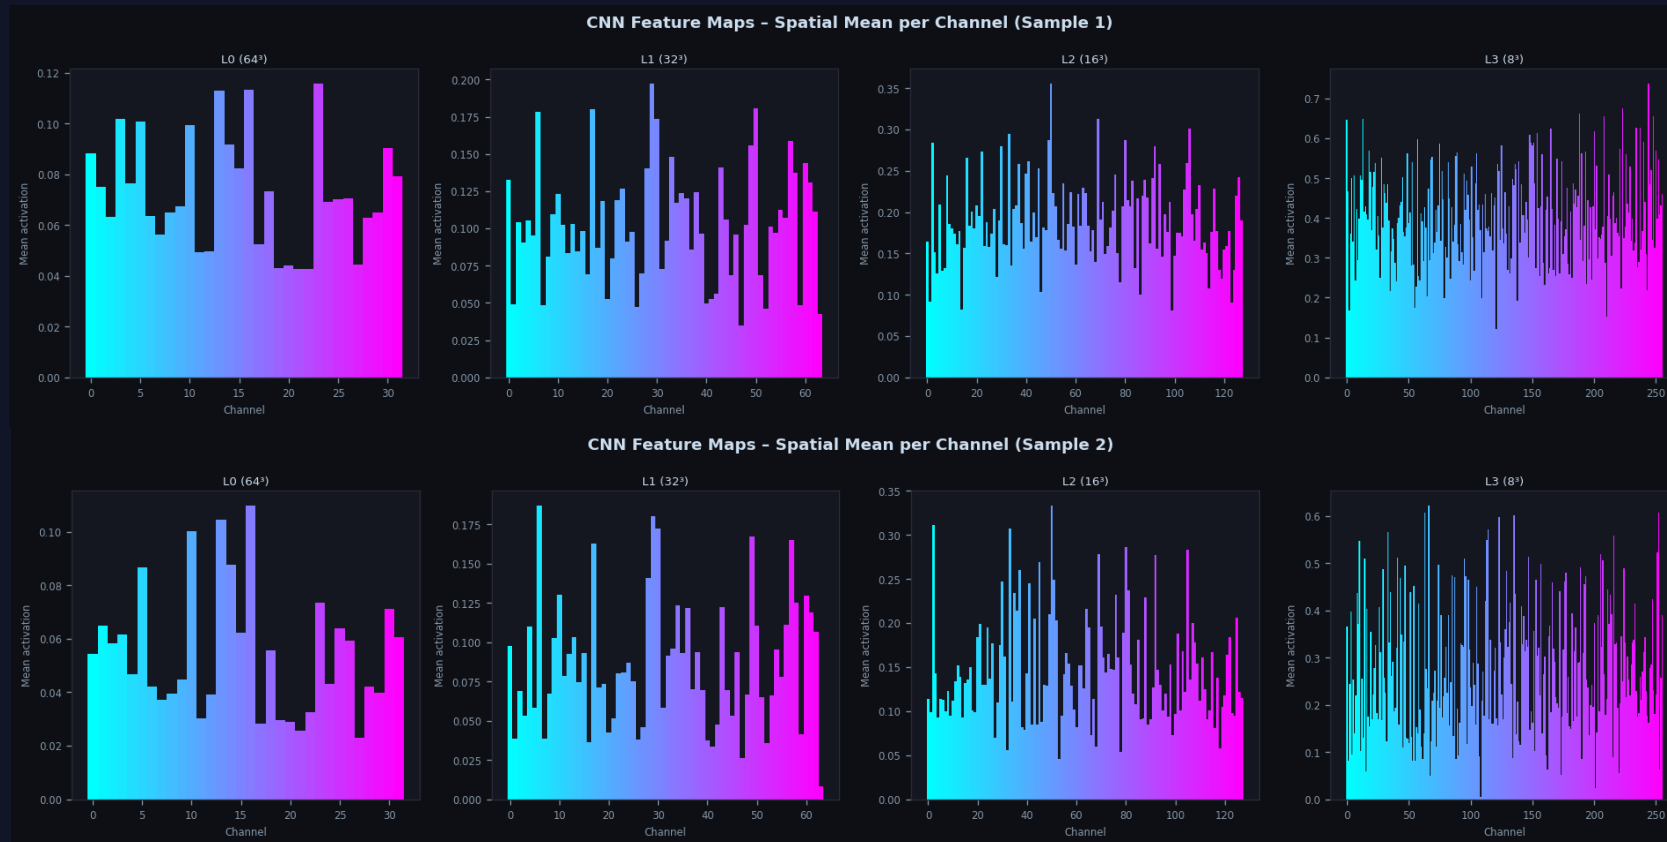 CNN Feature Maps – Spatial Mean per Channel (Sample 1)
L0 (64³)
L1 (32³)
L2 (16³)
L3 (8³)
Mean activation
0.12
0.10
0.08
0.06
0.04
0.02
0.00
0 5 10 15 20 25 30
Channel
Mean activation
0.200
0.175
0.150
0.125
0.100
0.075
0.050
0.025
0.000
0 10 20 30 40 50 60
Channel
Mean activation
0.35
0.30
0.25
0.20
0.15
0.10
0.05
0.00
0 20 40 60 80 100 120
Channel
Mean activation
0.7
0.6
0.5
0.4
0.3
0.2
0.1
0.0
0 50 100 150 200 250
Channel
CNN Feature Maps – Spatial Mean per Channel (Sample 2)
L0 (64³)
L1 (32³)
L2 (16³)
L3 (8³)
Mean activation
0.10
0.08
0.06
0.04
0.02
0.00
0 5 10 15 20 25 30
Channel
Mean activation
0.175
0.150
0.125
0.100
0.075
0.050
0.025
0.000
0 10 20 30 40 50 60
Channel
Mean activation
0.35
0.30
0.25
0.20
0.15
0.10
0.05
0.00
0 20 40 60 80 100 120
Channel
Mean activation
0.6
0.5
0.4
0.3
0.2
0.1
0.0
0 50 100 150 200 250
Channel